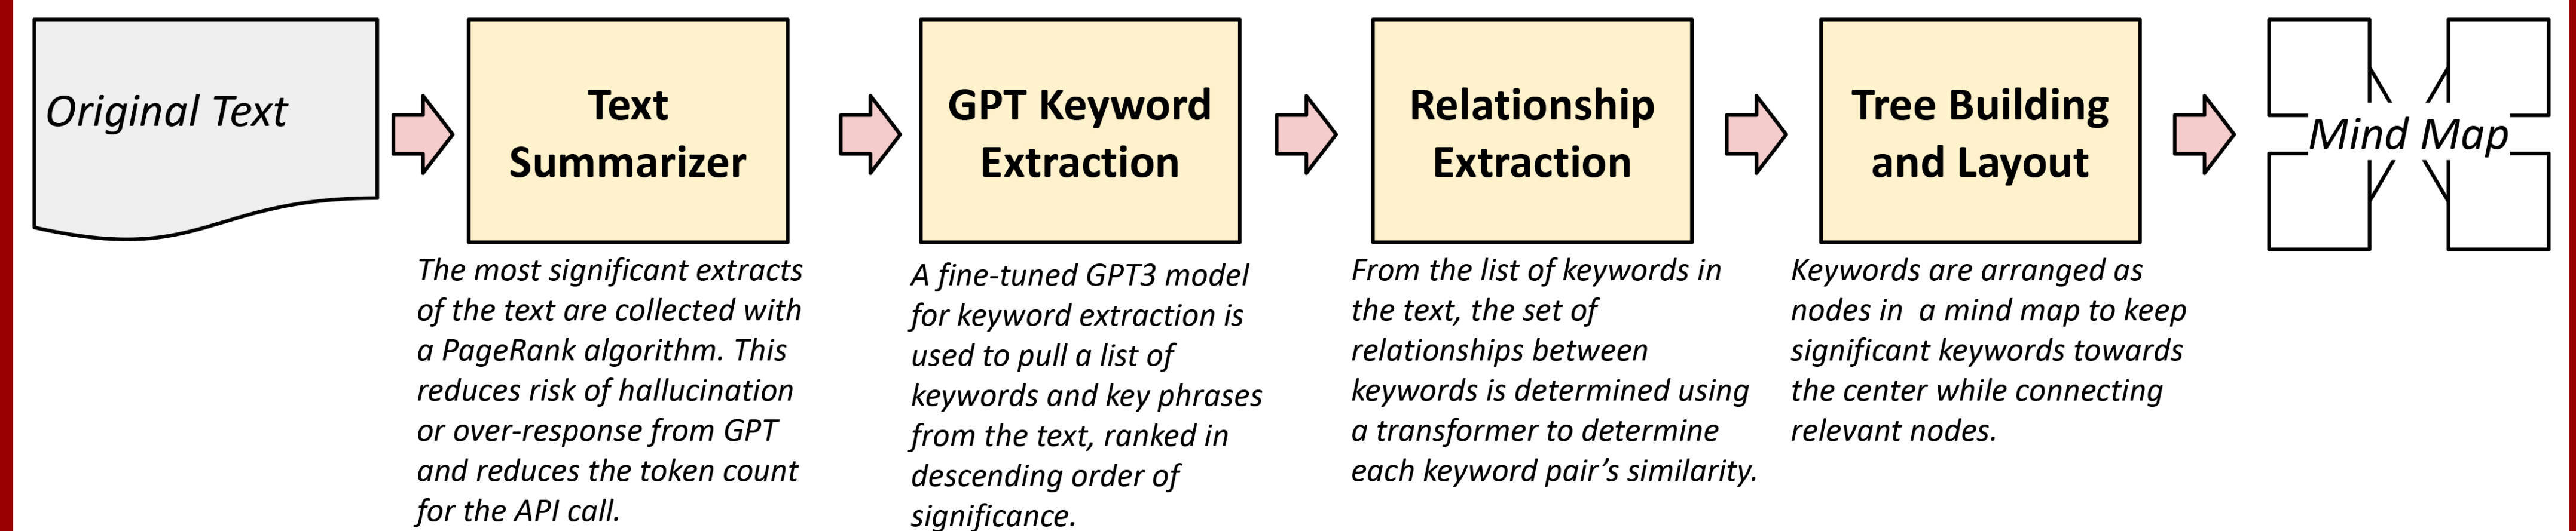 Original Text
Text
Summarizer
The most significant extracts
of the text are collected with
a PageRank algorithm. This
reduces risk of hallucination
or over-response from GPT
and reduces the token count
for the API call.
GPT Keyword
Extraction
A fine-tuned GPT3 model
for keyword extraction is
used to pull a list of
keywords and key phrases
from the text, ranked in
descending order of
significance.
Relationship
Extraction
From the list of keywords in
the text, the set of
relationships between
keywords is determined using
a transformer to determine
each keyword pair’s similarity.
Tree Building
and Layout
Keywords are arranged as
nodes in  a mind map to keep
significant keywords towards
the center while connecting
relevant nodes.
Mind Map